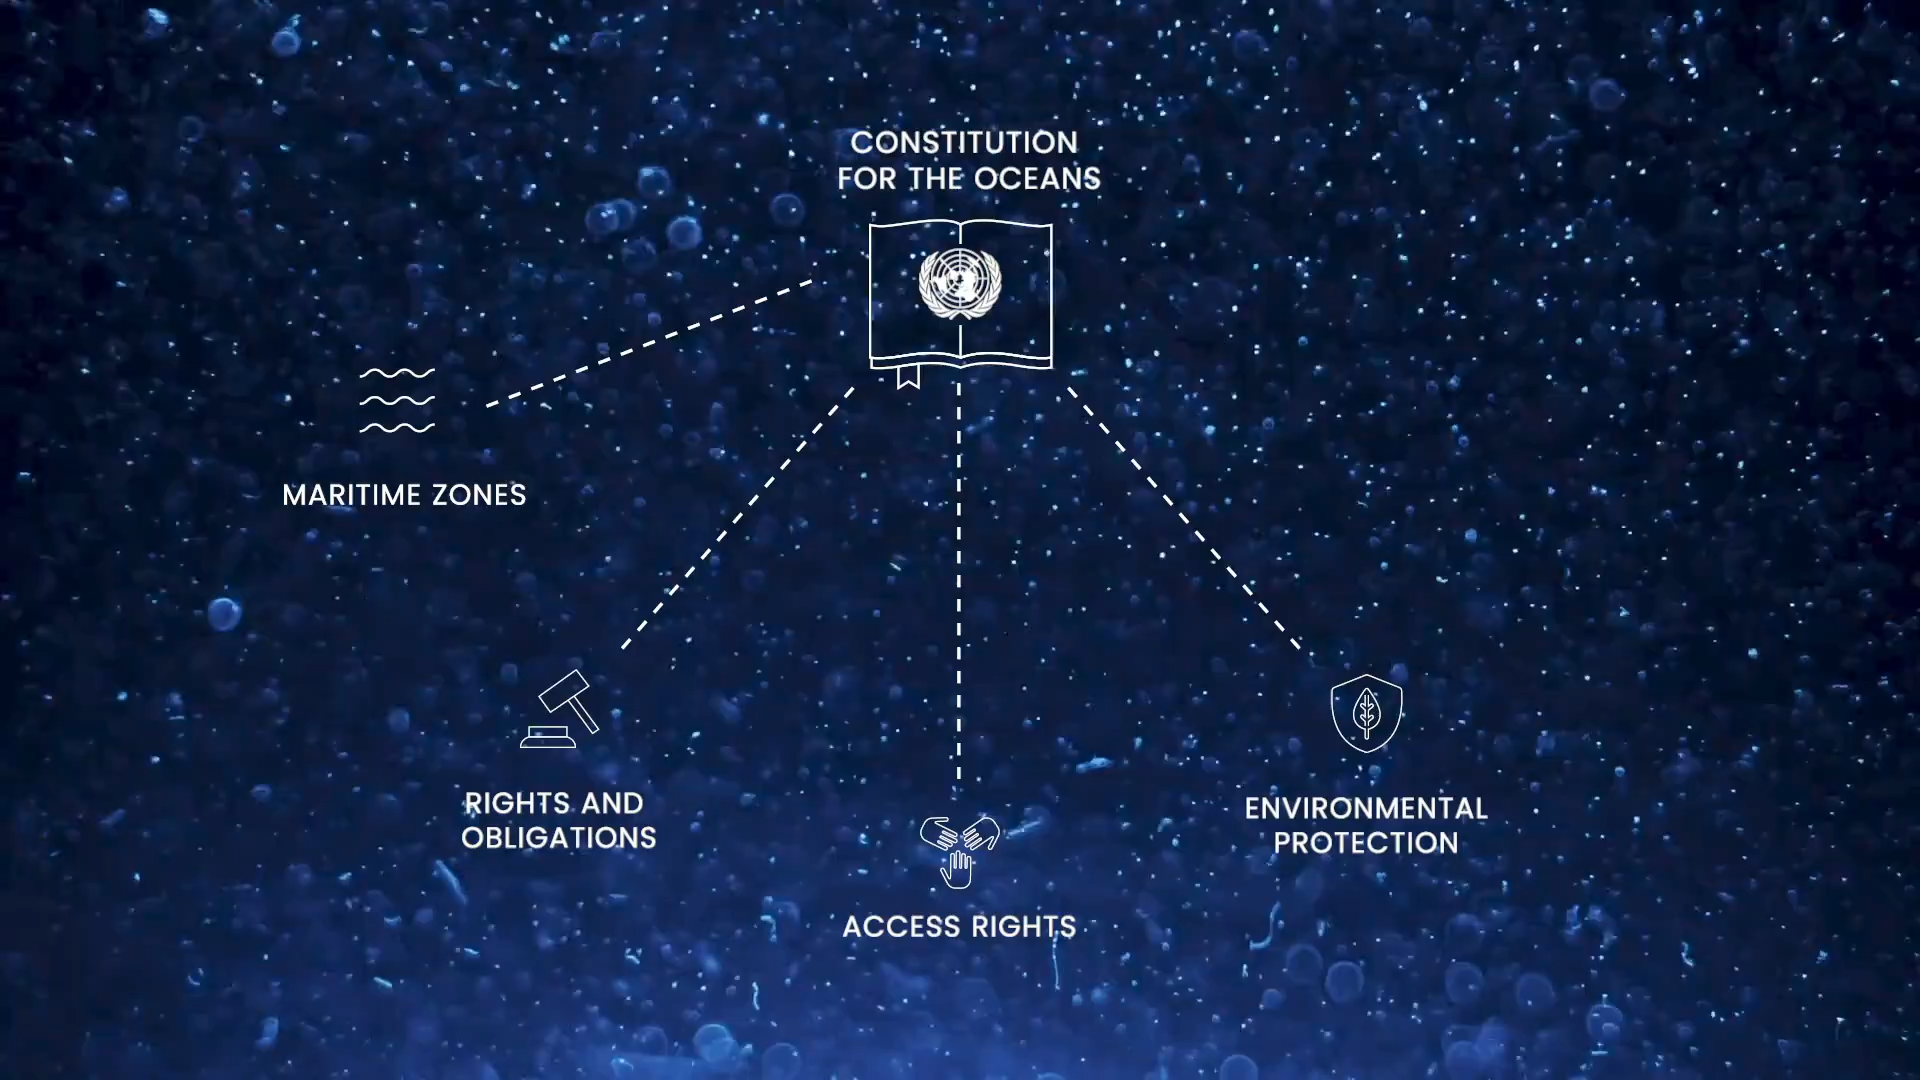 CONSTITUTION
FOR THE OCEANS
MARITIME ZONES
RIGHTS AND
OBLIGATIONS
ACCESS RIGHTS
ENVIRONMENTAL
PROTECTION